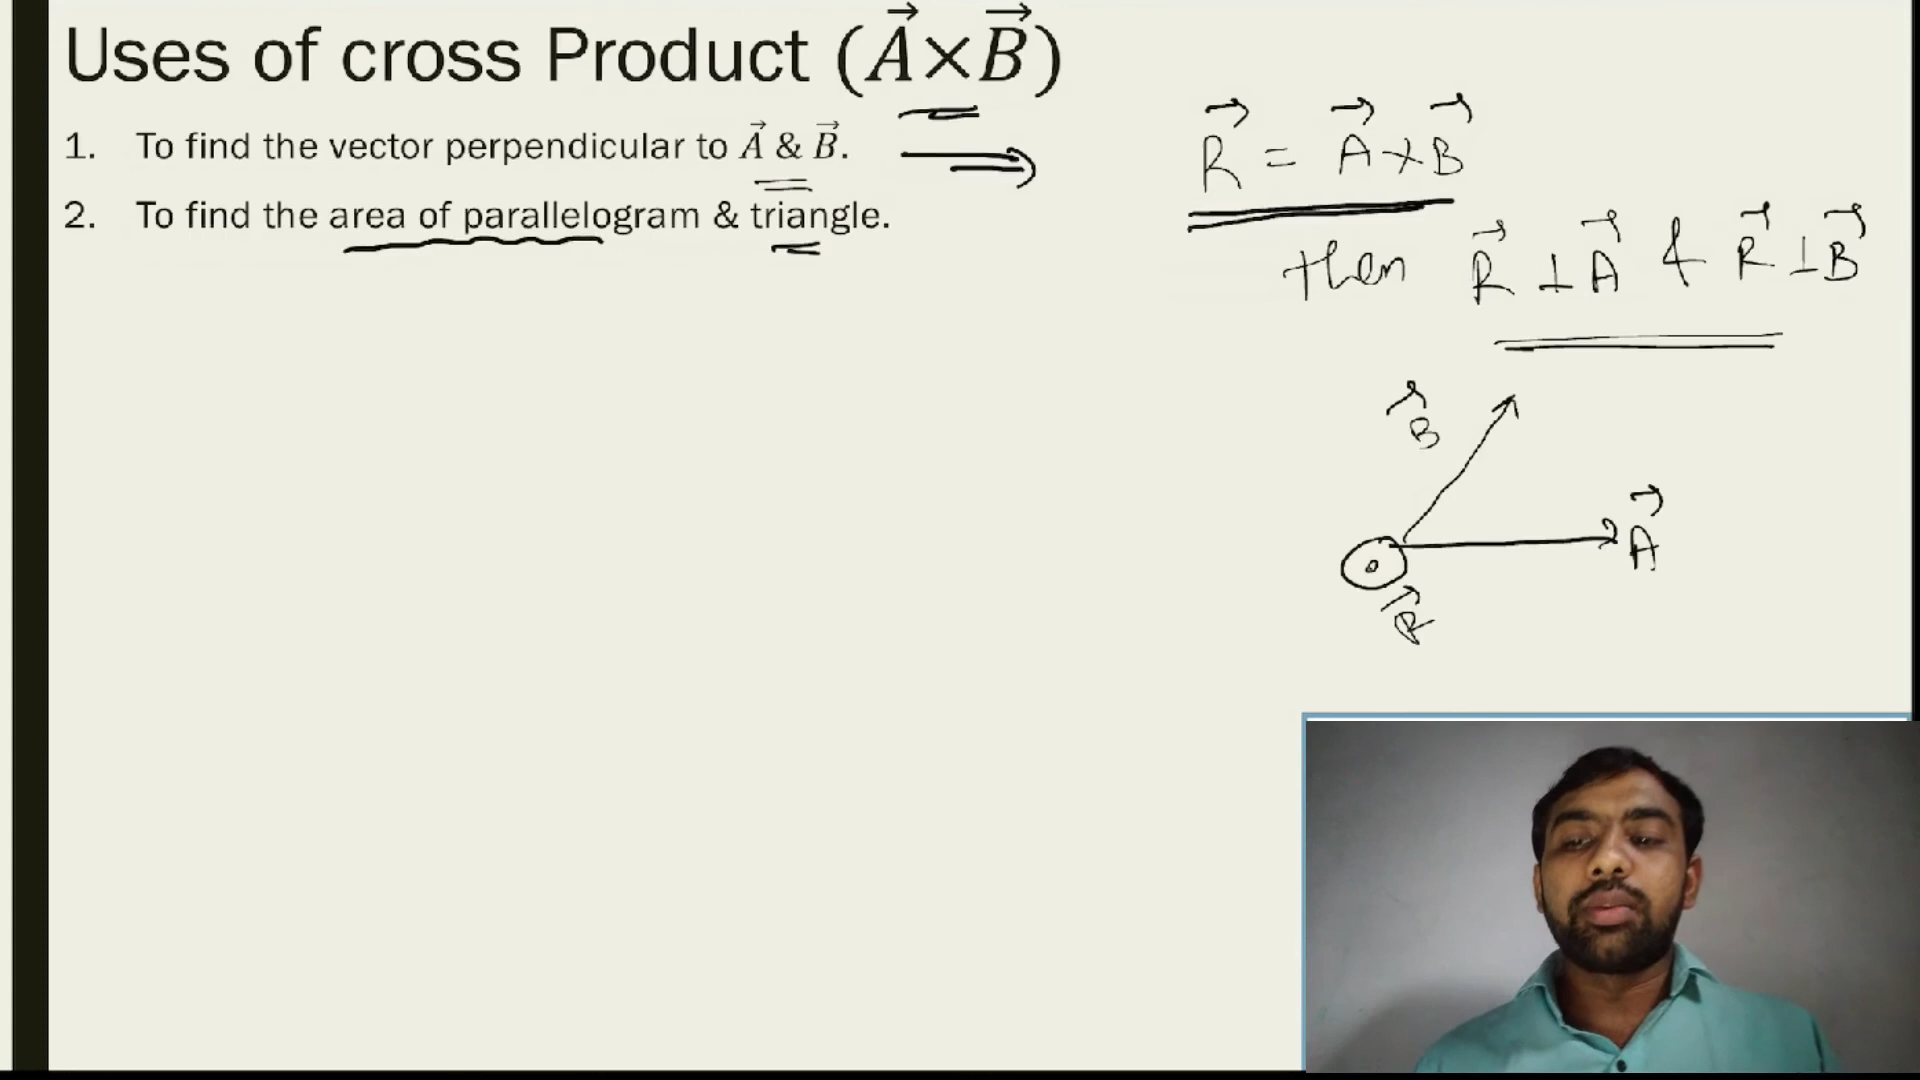 Uses of cross Product (A⃗×B⃗)
1. To find the vector perpendicular to A⃗ & B⃗.
2. To find the area of parallelogram & triangle.
R⃗ = A⃗×B⃗
then R⃗ ⊥ A⃗ & R⃗ ⊥ B⃗
B⃗
A⃗
R⃗